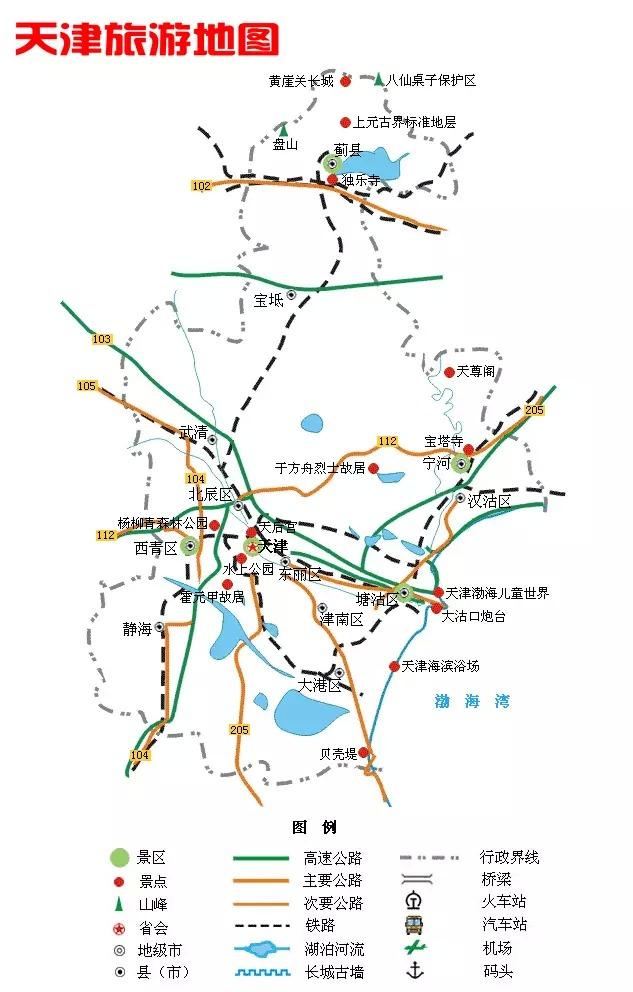 天津旅游地图
黄崖关长城
八仙桌子保护区
上元古界标准地层
盘山
蓟县
独乐寺
102
宝坻
103
天尊阁
105
205
武清
112
宝塔寺
宁河
于方舟烈士故居
104
北辰区
汉沽区
杨柳青森林公园
天后宫
112
西青区
天津
水上公园
东丽区
霍元甲故居
塘沽区
天津渤海儿童世界
大沽口炮台
津南区
静海
天津海滨浴场
大港区
渤 海 湾
205
104
贝壳堤
图 例
景区
高速公路
行政界线
景点
主要公路
桥梁
山峰
次要公路
火车站
省会
铁路
汽车站
地级市
湖泊河流
机场
县（市）
长城古墙
码头